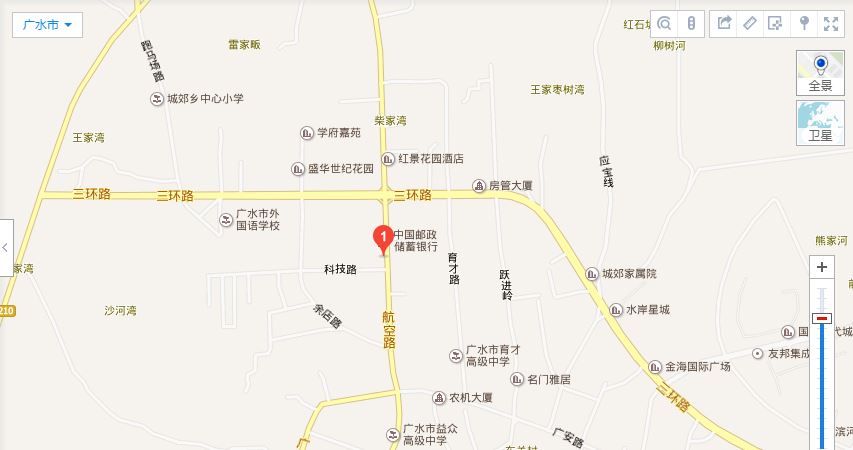 广水市
雷家畈
柳树河
跑马场路
全景
城郊乡中心小学
王家枣树湾
柴家湾
卫星
学府嘉苑
王家湾
盛华世纪花园
红景花园酒店
应宝线
三环路
三环路
三环路
房管大厦
广水市外
国语学校
1
中国邮政
储蓄银行
熊家河
科技路
育才路
跃进岭
城郊家属院
210
沙河湾
余店路
航空路
水岸星城
广水市育才
高级中学
友邦集成
金海国际广场
名门雅居
三环路
农机大厦
广水市益众
高级中学
广安路